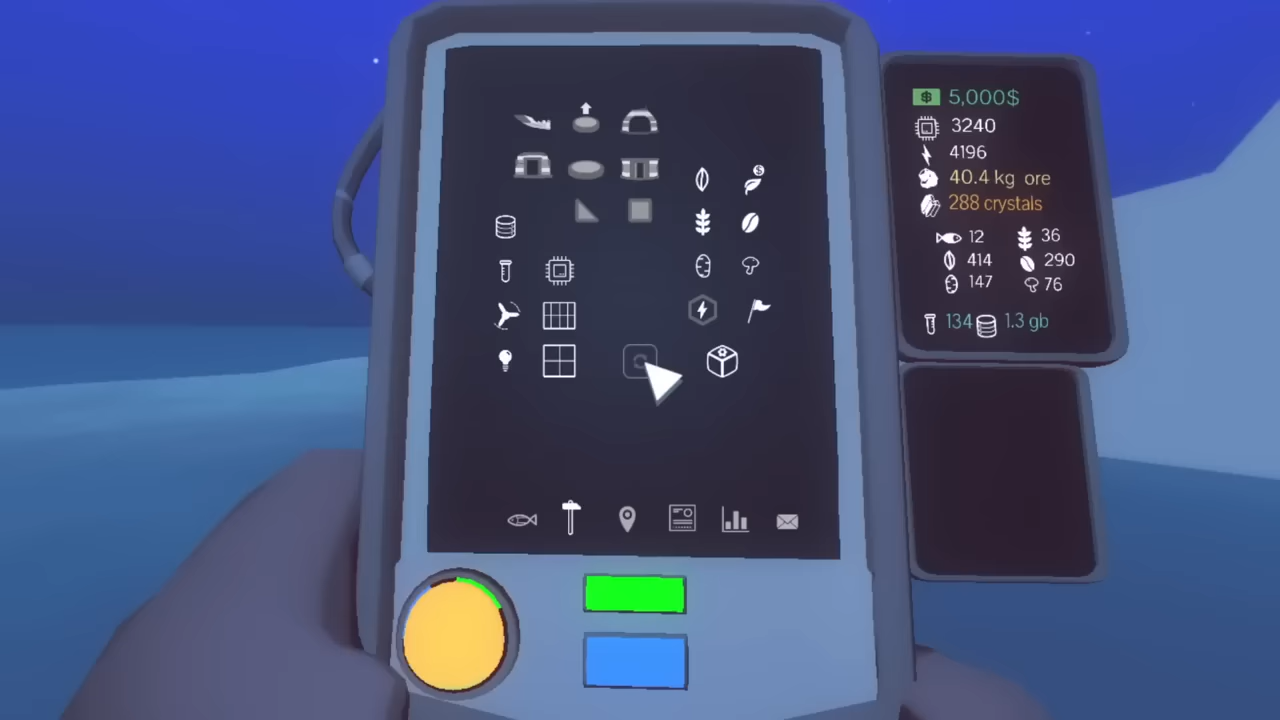 5,000$
3240
4196
40.4 kg ore
288 crystals
12 36
414 290
147 76
134 1.3 gb